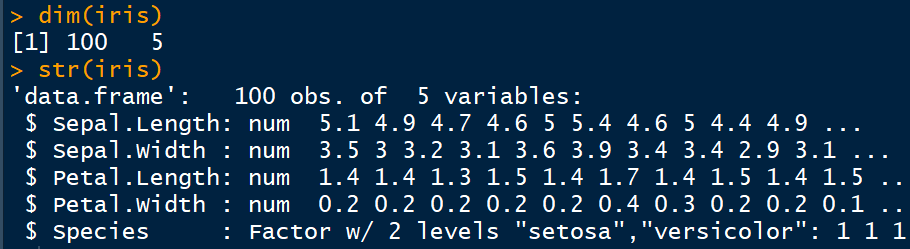 > dim(iris)
[1] 100   5
> str(iris)
'data.frame':   100 obs. of  5 variables:
 $ Sepal.Length: num  5.1 4.9 4.7 4.6 5 5.4 4.6 5 4.4 4.9 ...
 $ Sepal.Width : num  3.5 3 3.2 3.1 3.6 3.9 3.4 3.4 2.9 3.1 ...
 $ Petal.Length: num  1.4 1.4 1.3 1.5 1.4 1.7 1.4 1.5 1.4 1.5 ..
 $ Petal.Width : num  0.2 0.2 0.2 0.2 0.2 0.4 0.3 0.2 0.2 0.1 ..
 $ Species     : Factor w/ 2 levels "setosa","versicolor": 1 1 1